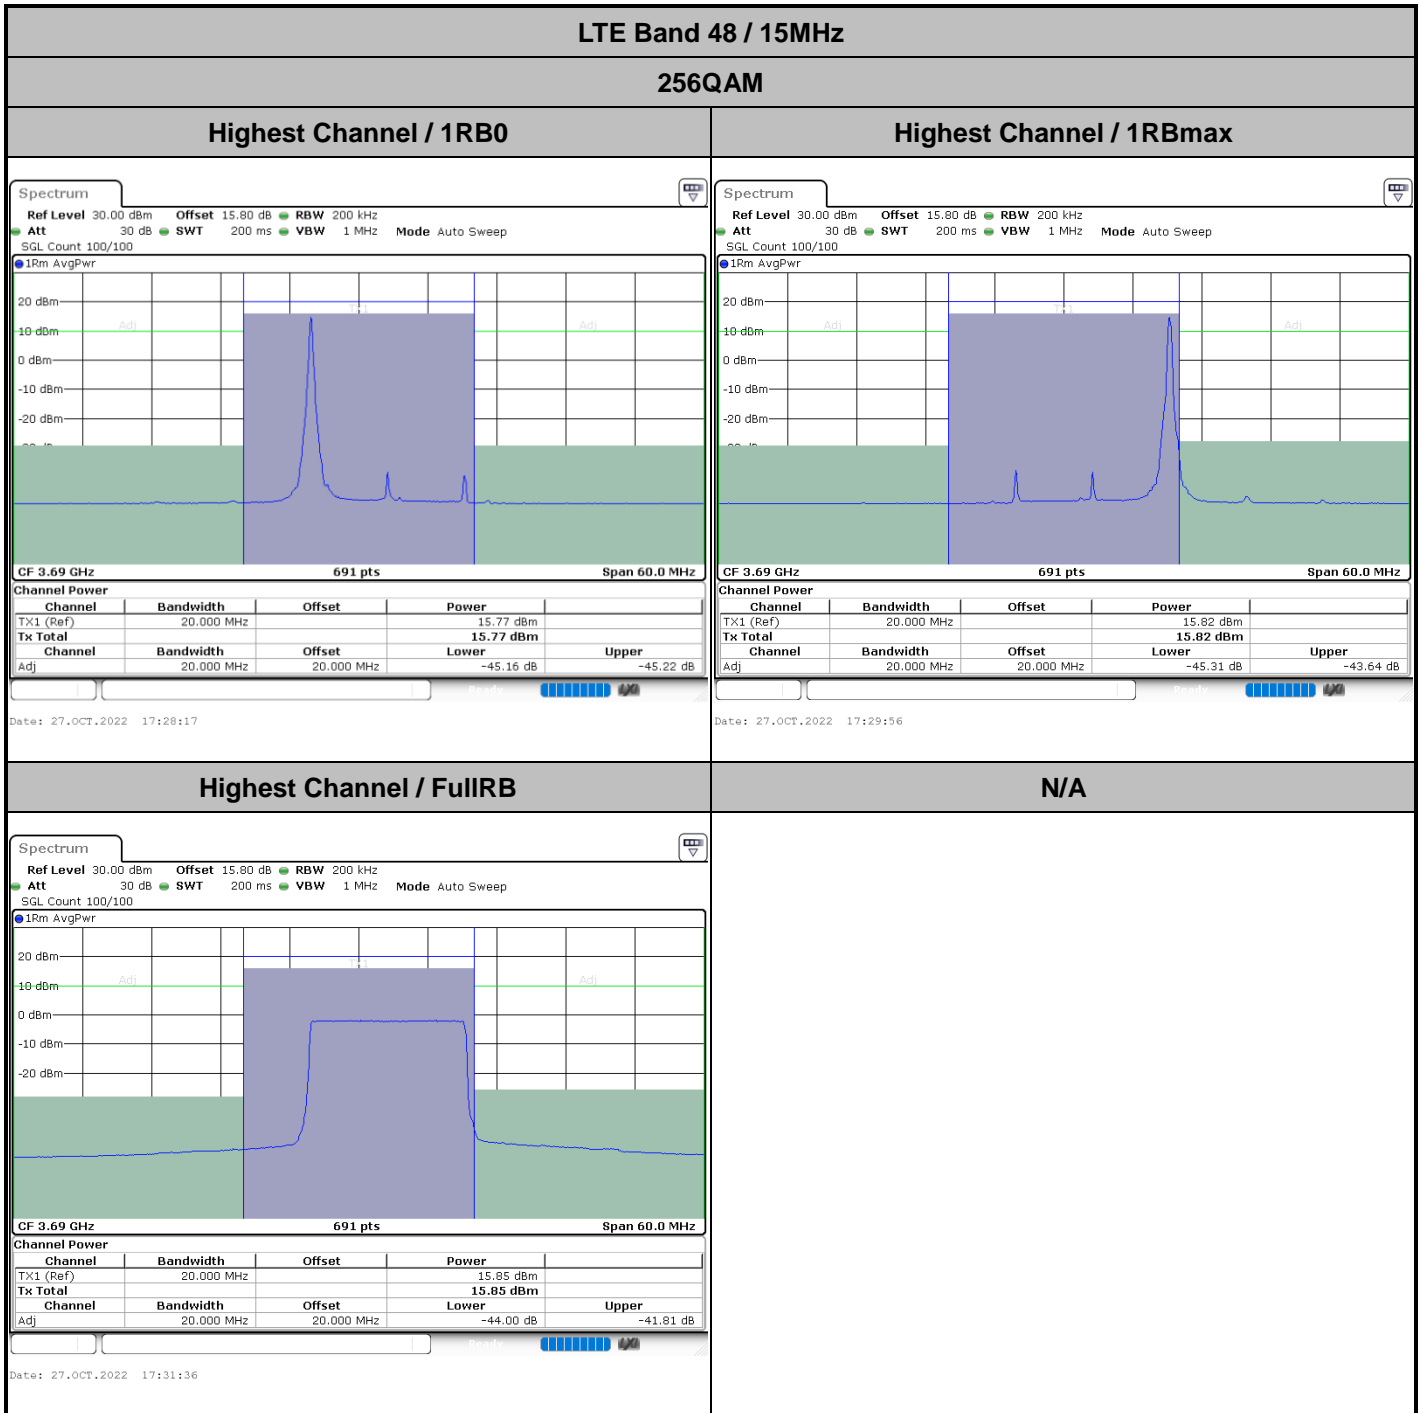 LTE Band 48 / 15MHz
256QAM
Highest Channel / 1RB0
Highest Channel / 1RBmax
Spectrum
Ref Level 30.00 dBm Offset 15.80 dB RBW 200 kHz
Att 30 dB SWT 200 ms VBW 1 MHz Mode Auto Sweep
SGL Count 100/100
1Rm AvgPwr
TX1
Adj
Adj
20 dBm
10 dBm
0 dBm
-10 dBm
-20 dBm
CF 3.69 GHz 691 pts Span 60.0 MHz
Channel Power
Channel Bandwidth Offset Power
TX1 (Ref) 20.000 MHz 15.77 dBm
Tx Total 15.77 dBm
Channel Bandwidth Offset Lower Upper
Adj 20.000 MHz 20.000 MHz -45.16 dB -45.22 dB
Ready
Date: 27.OCT.2022 17:28:17
Spectrum
Ref Level 30.00 dBm Offset 15.80 dB RBW 200 kHz
Att 30 dB SWT 200 ms VBW 1 MHz Mode Auto Sweep
SGL Count 100/100
1Rm AvgPwr
TX1
Adj
Adj
20 dBm
10 dBm
0 dBm
-10 dBm
-20 dBm
CF 3.69 GHz 691 pts Span 60.0 MHz
Channel Power
Channel Bandwidth Offset Power
TX1 (Ref) 20.000 MHz 15.82 dBm
Tx Total 15.82 dBm
Channel Bandwidth Offset Lower Upper
Adj 20.000 MHz 20.000 MHz -45.31 dB -43.64 dB
Ready
Date: 27.OCT.2022 17:29:56
Highest Channel / FullRB
N/A
Spectrum
Ref Level 30.00 dBm Offset 15.80 dB RBW 200 kHz
Att 30 dB SWT 200 ms VBW 1 MHz Mode Auto Sweep
SGL Count 100/100
1Rm AvgPwr
TX1
Adj
Adj
20 dBm
10 dBm
0 dBm
-10 dBm
-20 dBm
CF 3.69 GHz 691 pts Span 60.0 MHz
Channel Power
Channel Bandwidth Offset Power
TX1 (Ref) 20.000 MHz 15.85 dBm
Tx Total 15.85 dBm
Channel Bandwidth Offset Lower Upper
Adj 20.000 MHz 20.000 MHz -44.00 dB -41.81 dB
Ready
Date: 27.OCT.2022 17:31:36